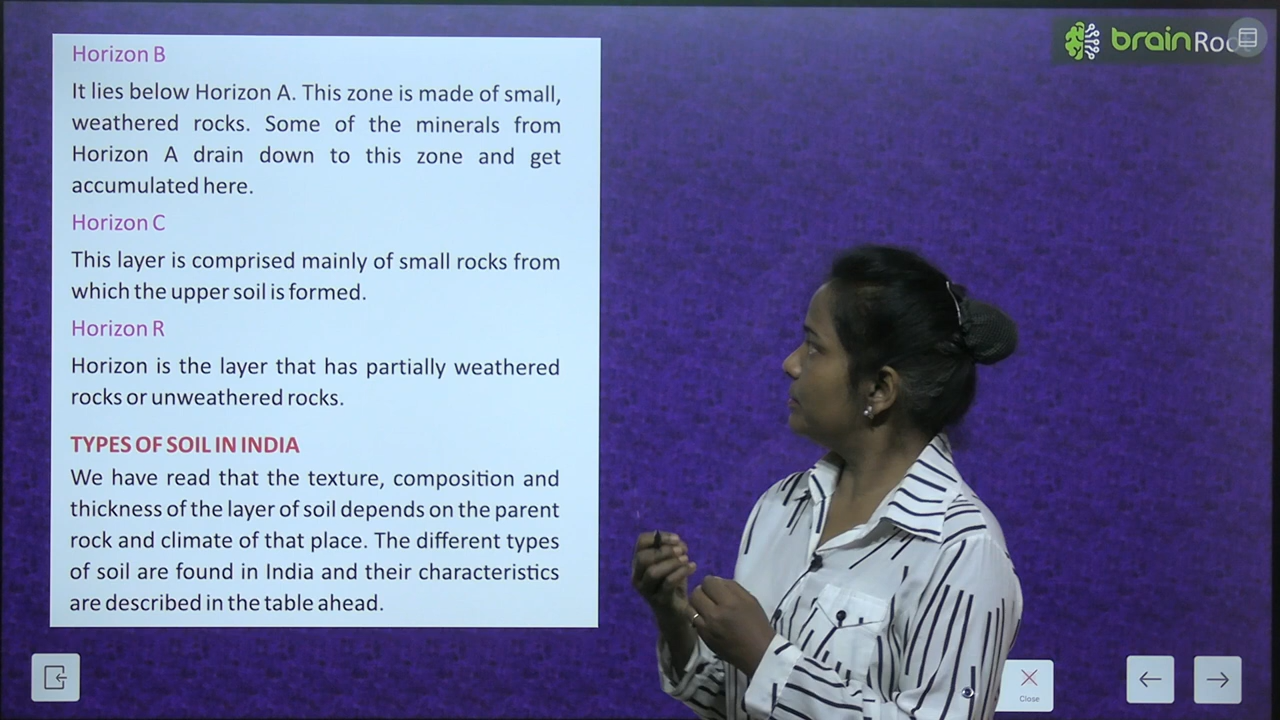 Horizon B
It lies below Horizon A. This zone is made of small,
weathered rocks. Some of the minerals from
Horizon A drain down to this zone and get
accumulated here.
Horizon C
This layer is comprised mainly of small rocks from
which the upper soil is formed.
Horizon R
Horizon is the layer that has partially weathered
rocks or unweathered rocks.
TYPES OF SOIL IN INDIA
We have read that the texture, composition and
thickness of the layer of soil depends on the parent
rock and climate of that place. The different types
of soil are found in India and their characteristics
are described in the table ahead.
brain
Close